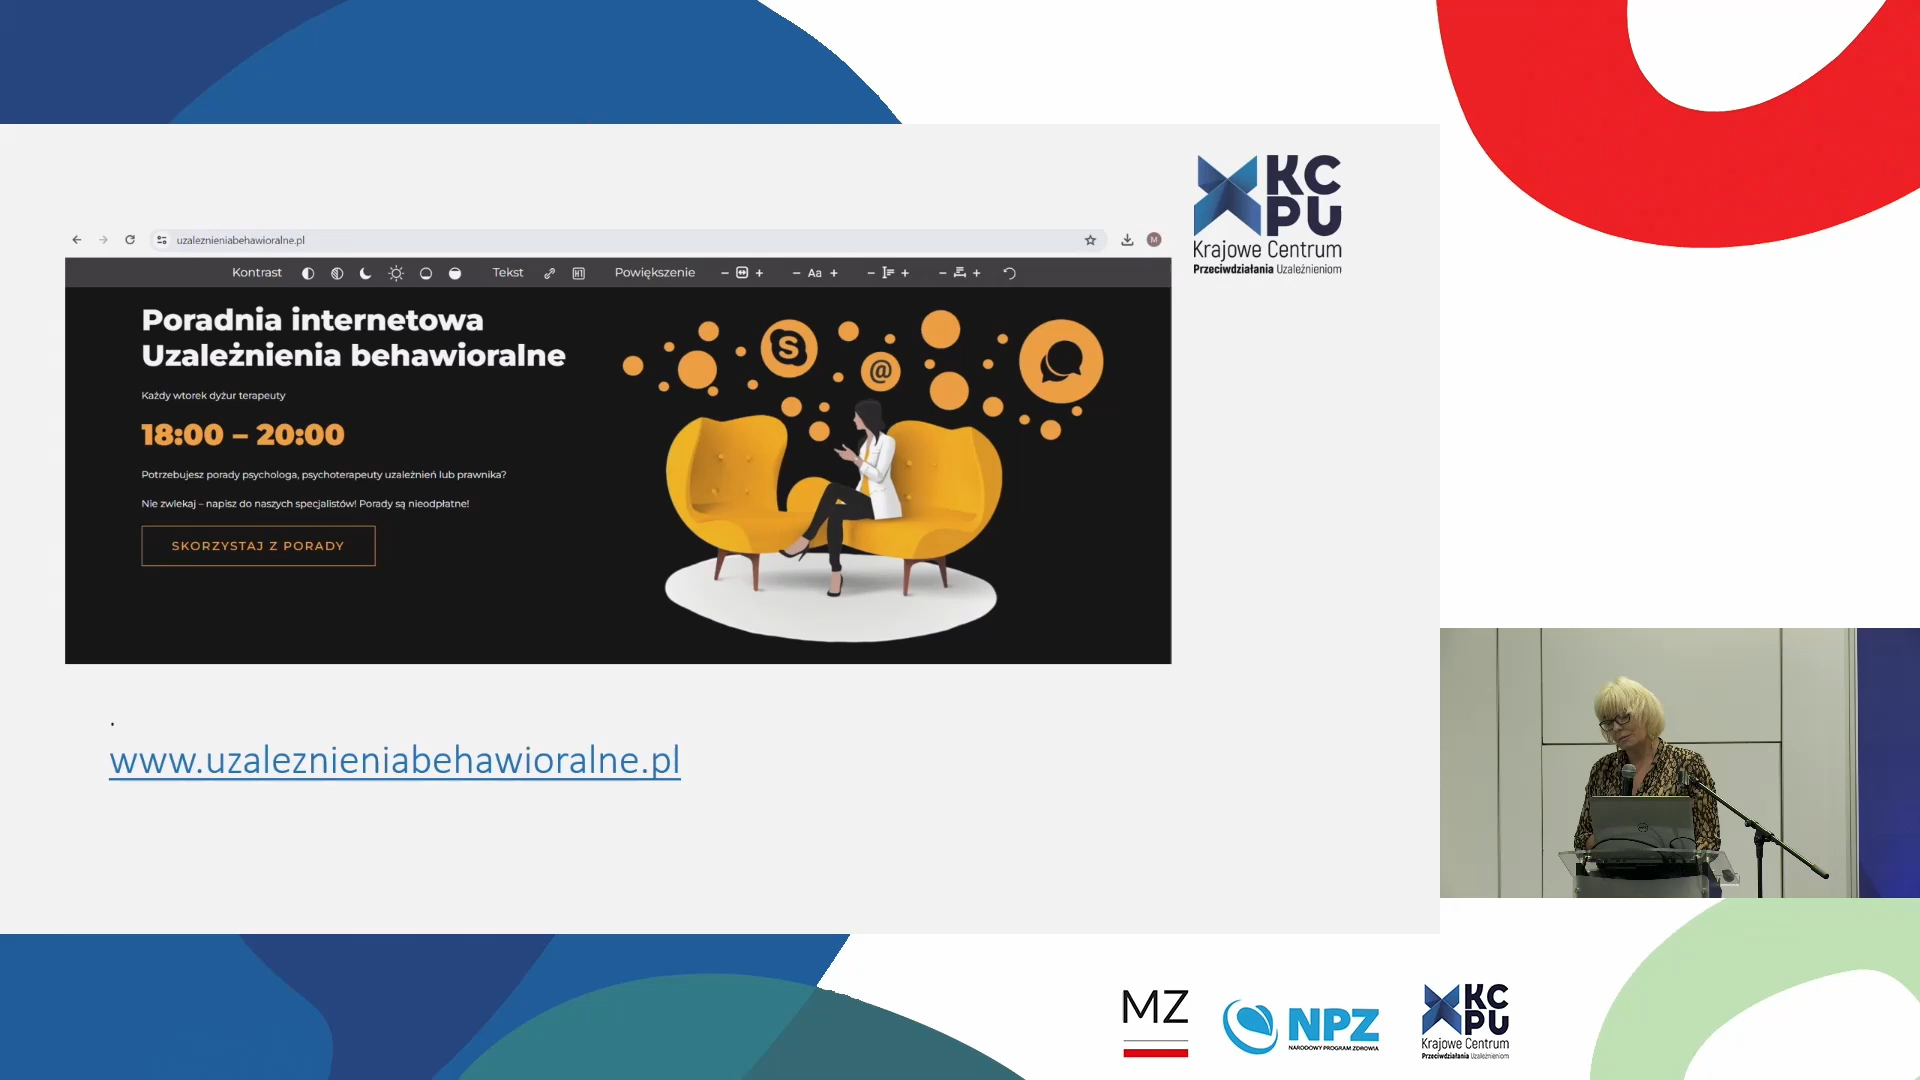 KC
PU
Krajowe Centrum
Przeciwdziałania Uzależnieniom
uzaleznieniabehawioralne.pl
M
Kontrast
Tekst
H1
Powiększenie
− +
− Aa +
− +
− +
Poradnia internetowa
Uzależnienia behawioralne
Każdy wtorek dyżur terapeuty
18:00 – 20:00
Potrzebujesz porady psychologa, psychoterapeuty uzależnień lub prawnika?
Nie zwlekaj – napisz do naszych specjalistów! Porady są nieodpłatne!
SKORZYSTAJ Z PORADY
S
@
.
www.uzaleznieniabehawioralne.pl
MZ
NPZ
NARODOWY PROGRAM ZDROWIA
KC
PU
Krajowe Centrum
Przeciwdziałania Uzależnieniom